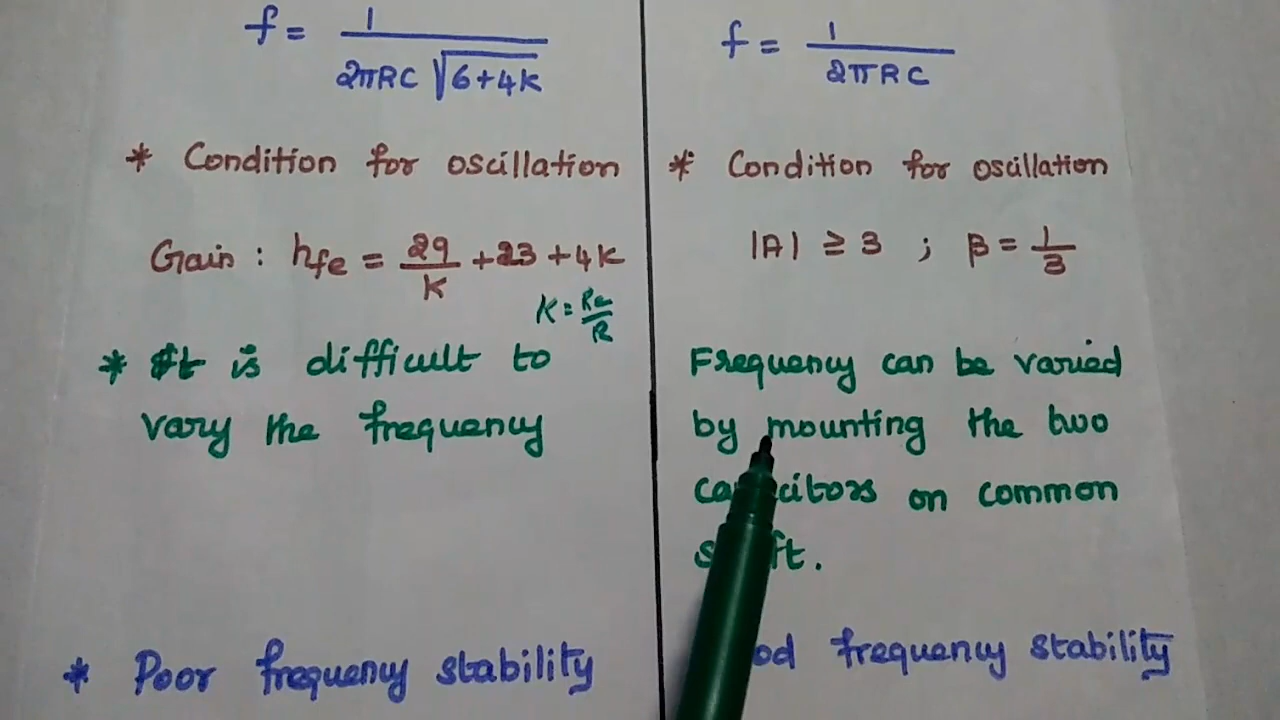 f = 1 / 2πRC √6+4K
* Condition for oscillation
Gain : hfe = 29/K + 23 + 4K
K = Rc/R
* It is difficult to
vary the frequency
* Poor frequency stability
f = 1 / 2πRC
* Condition for oscillation
|A| ≥ 3 ; β = 1/3
Frequency can be varied
by mounting the two
on common
frequency stability